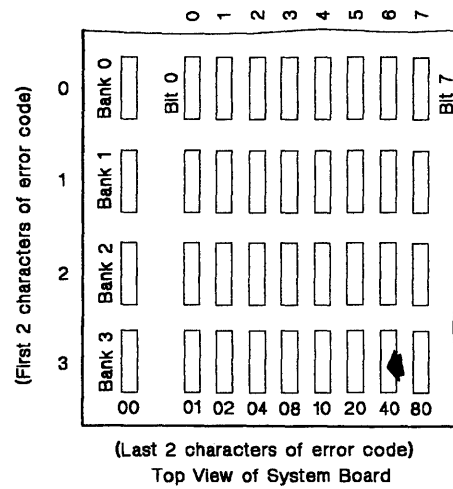 0 1 2 3 4 5 6 7
0 Bank 0 Bit 0 Bit 7
1 Bank 1
2 Bank 2
3 Bank 3
00 01 02 04 08 10 20 40 80
(First 2 characters of error code)
(Last 2 characters of error code)
Top View of System Board